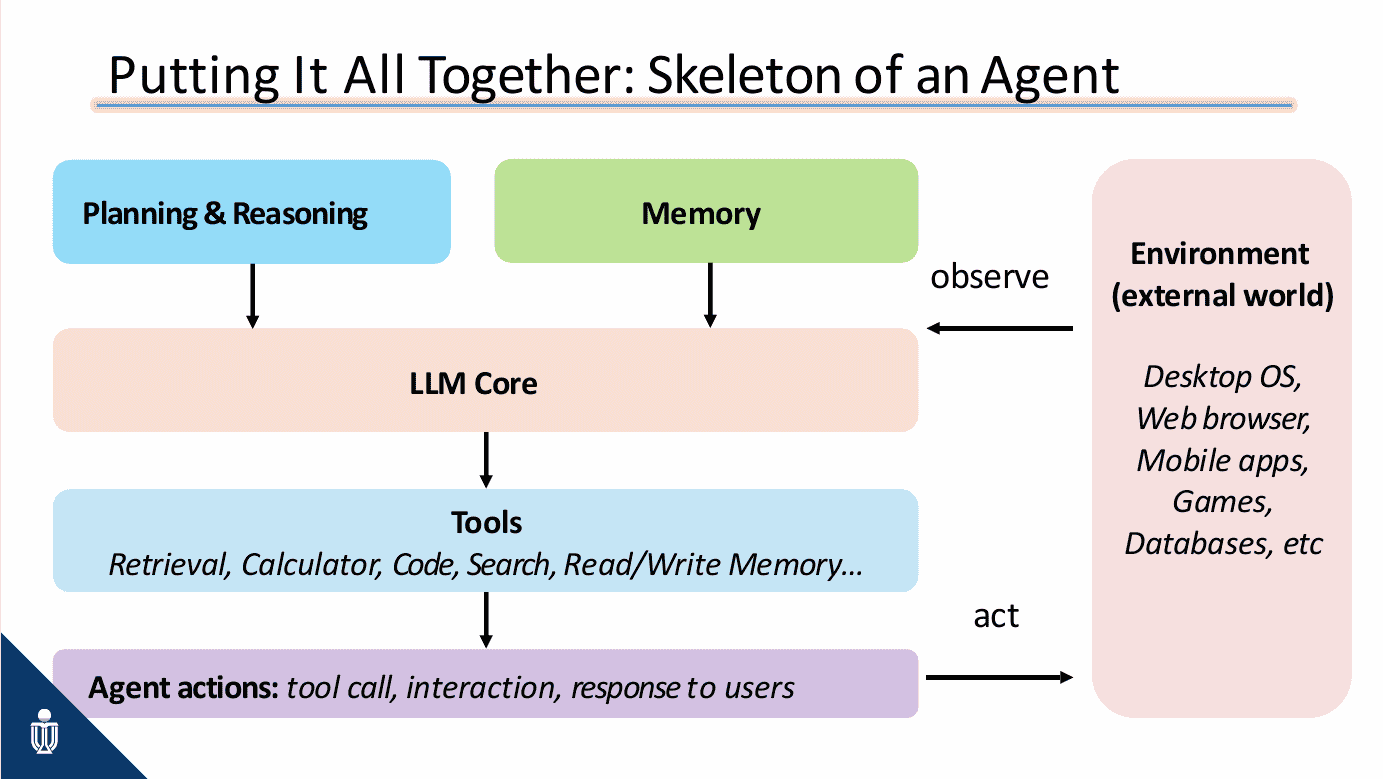 Putting It All Together: Skeleton of an Agent
Planning & Reasoning
Memory
observe
Environment
(external world)
Desktop OS,
Web browser,
Mobile apps,
Games,
Databases, etc
LLM Core
Tools
Retrieval, Calculator, Code, Search, Read/Write Memory...
act
Agent actions: tool call, interaction, response to users